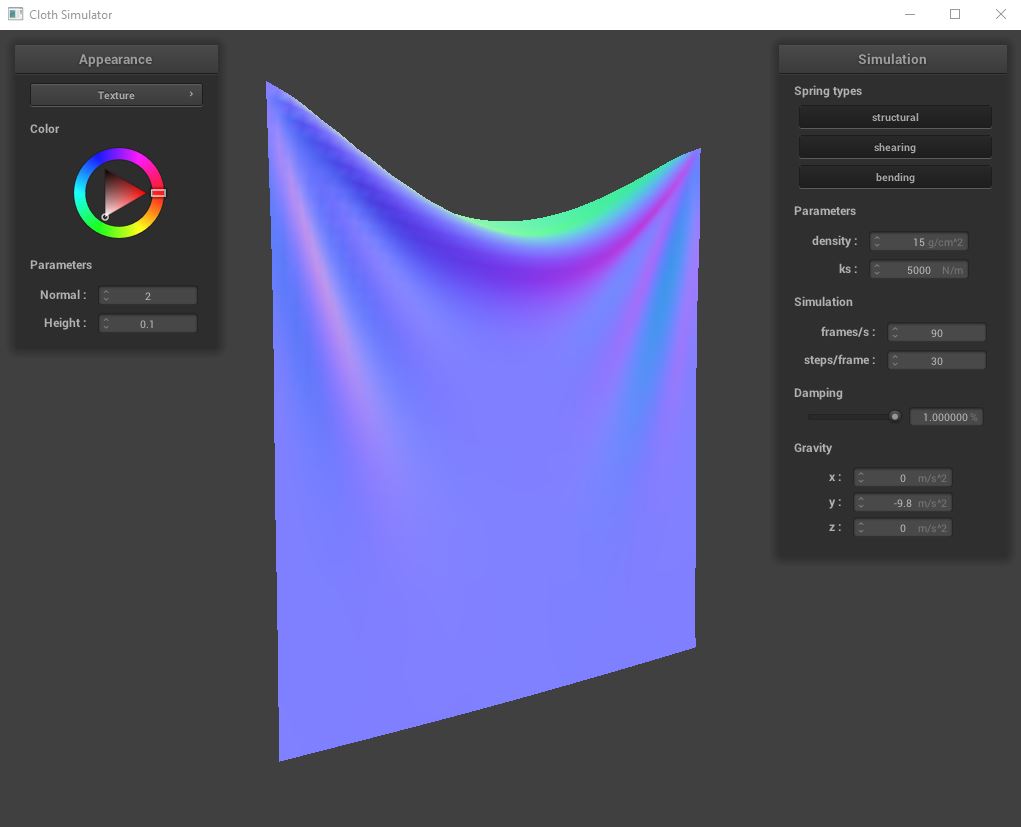 Cloth Simulator
Appearance
Texture
Color
Parameters
Normal : 2
Height : 0.1
Simulation
Spring types
structural
shearing
bending
Parameters
density : 15 g/cm^2
ks : 5000 N/m
Simulation
frames/s : 90
steps/frame : 30
Damping
1.000000 %
Gravity
x : 0 m/s^2
y : -9.8 m/s^2
z : 0 m/s^2